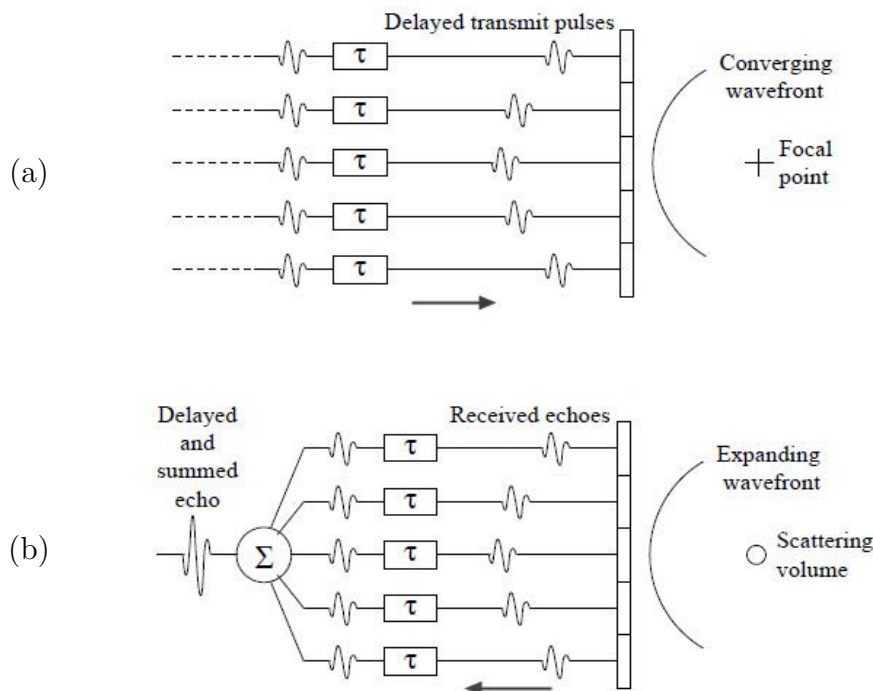 Delayed transmit pulses
τ
τ
τ
τ
τ
Converging
wavefront
Focal
point
(a)
Delayed
and
summed
echo
Received echoes
τ
τ
τ
τ
τ
Σ
Expanding
wavefront
Scattering
volume
(b)